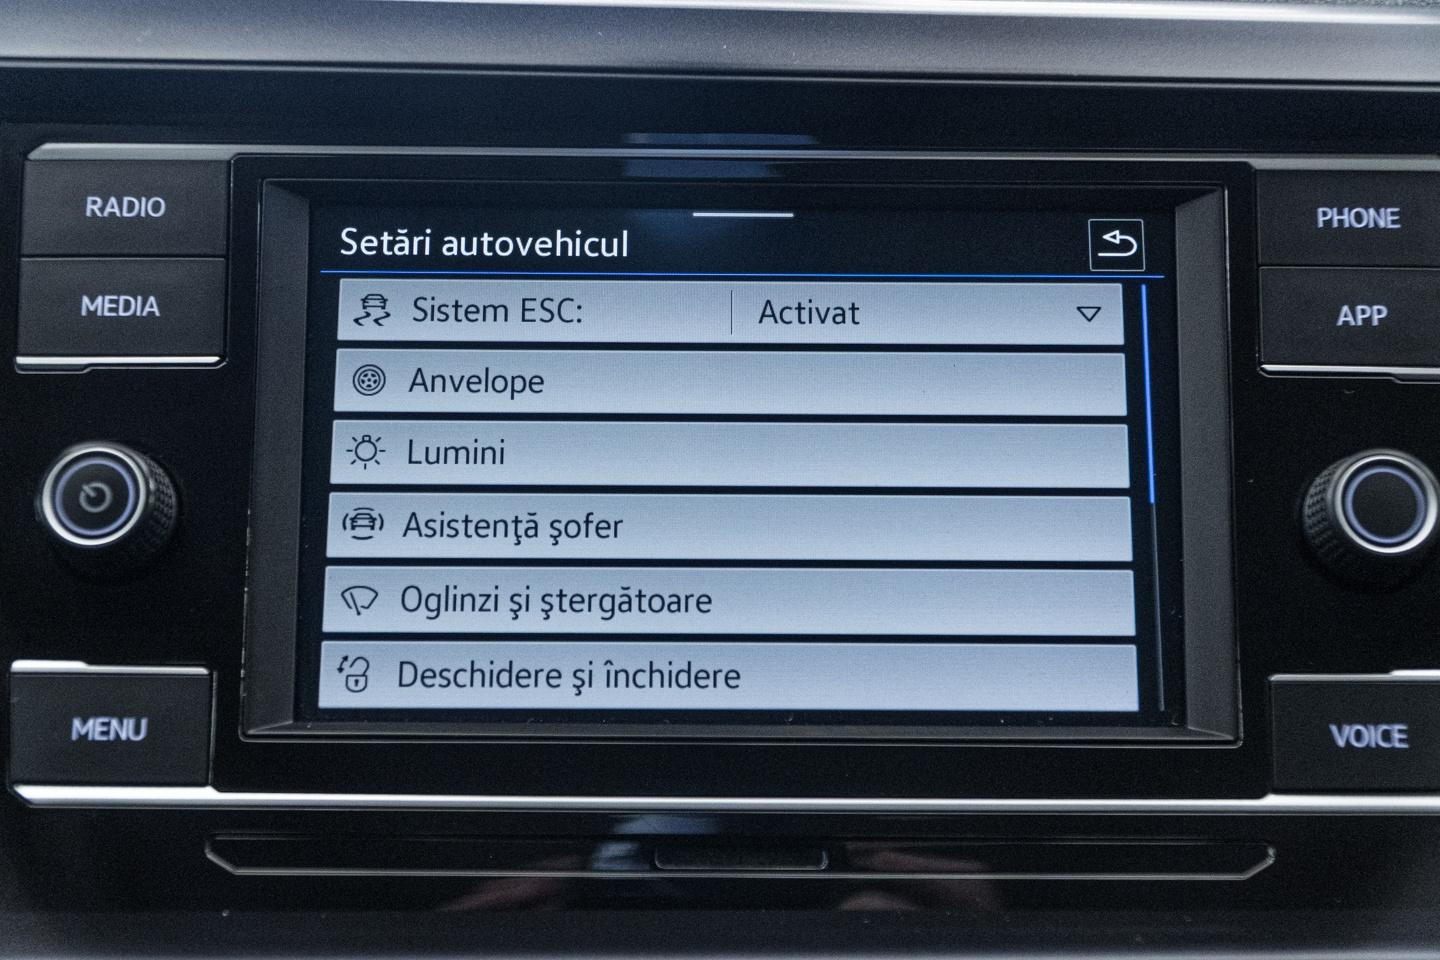 RADIO
MEDIA
MENU
Setări autovehicul
Sistem ESC: Activat
Anvelope
Lumini
Asistenţă şofer
Oglinzi şi ştergătoare
Deschidere şi închidere
PHONE
APP
VOICE